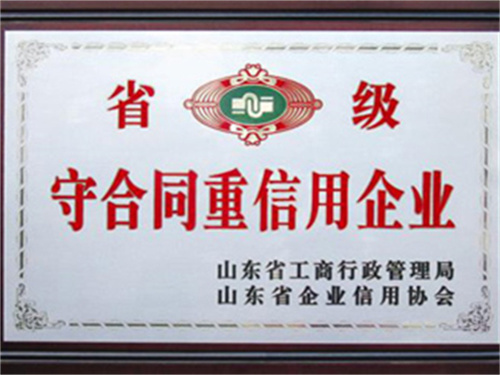 省 级
守合同重信用企业
山东省工商行政管理局
山东省企业信用协会